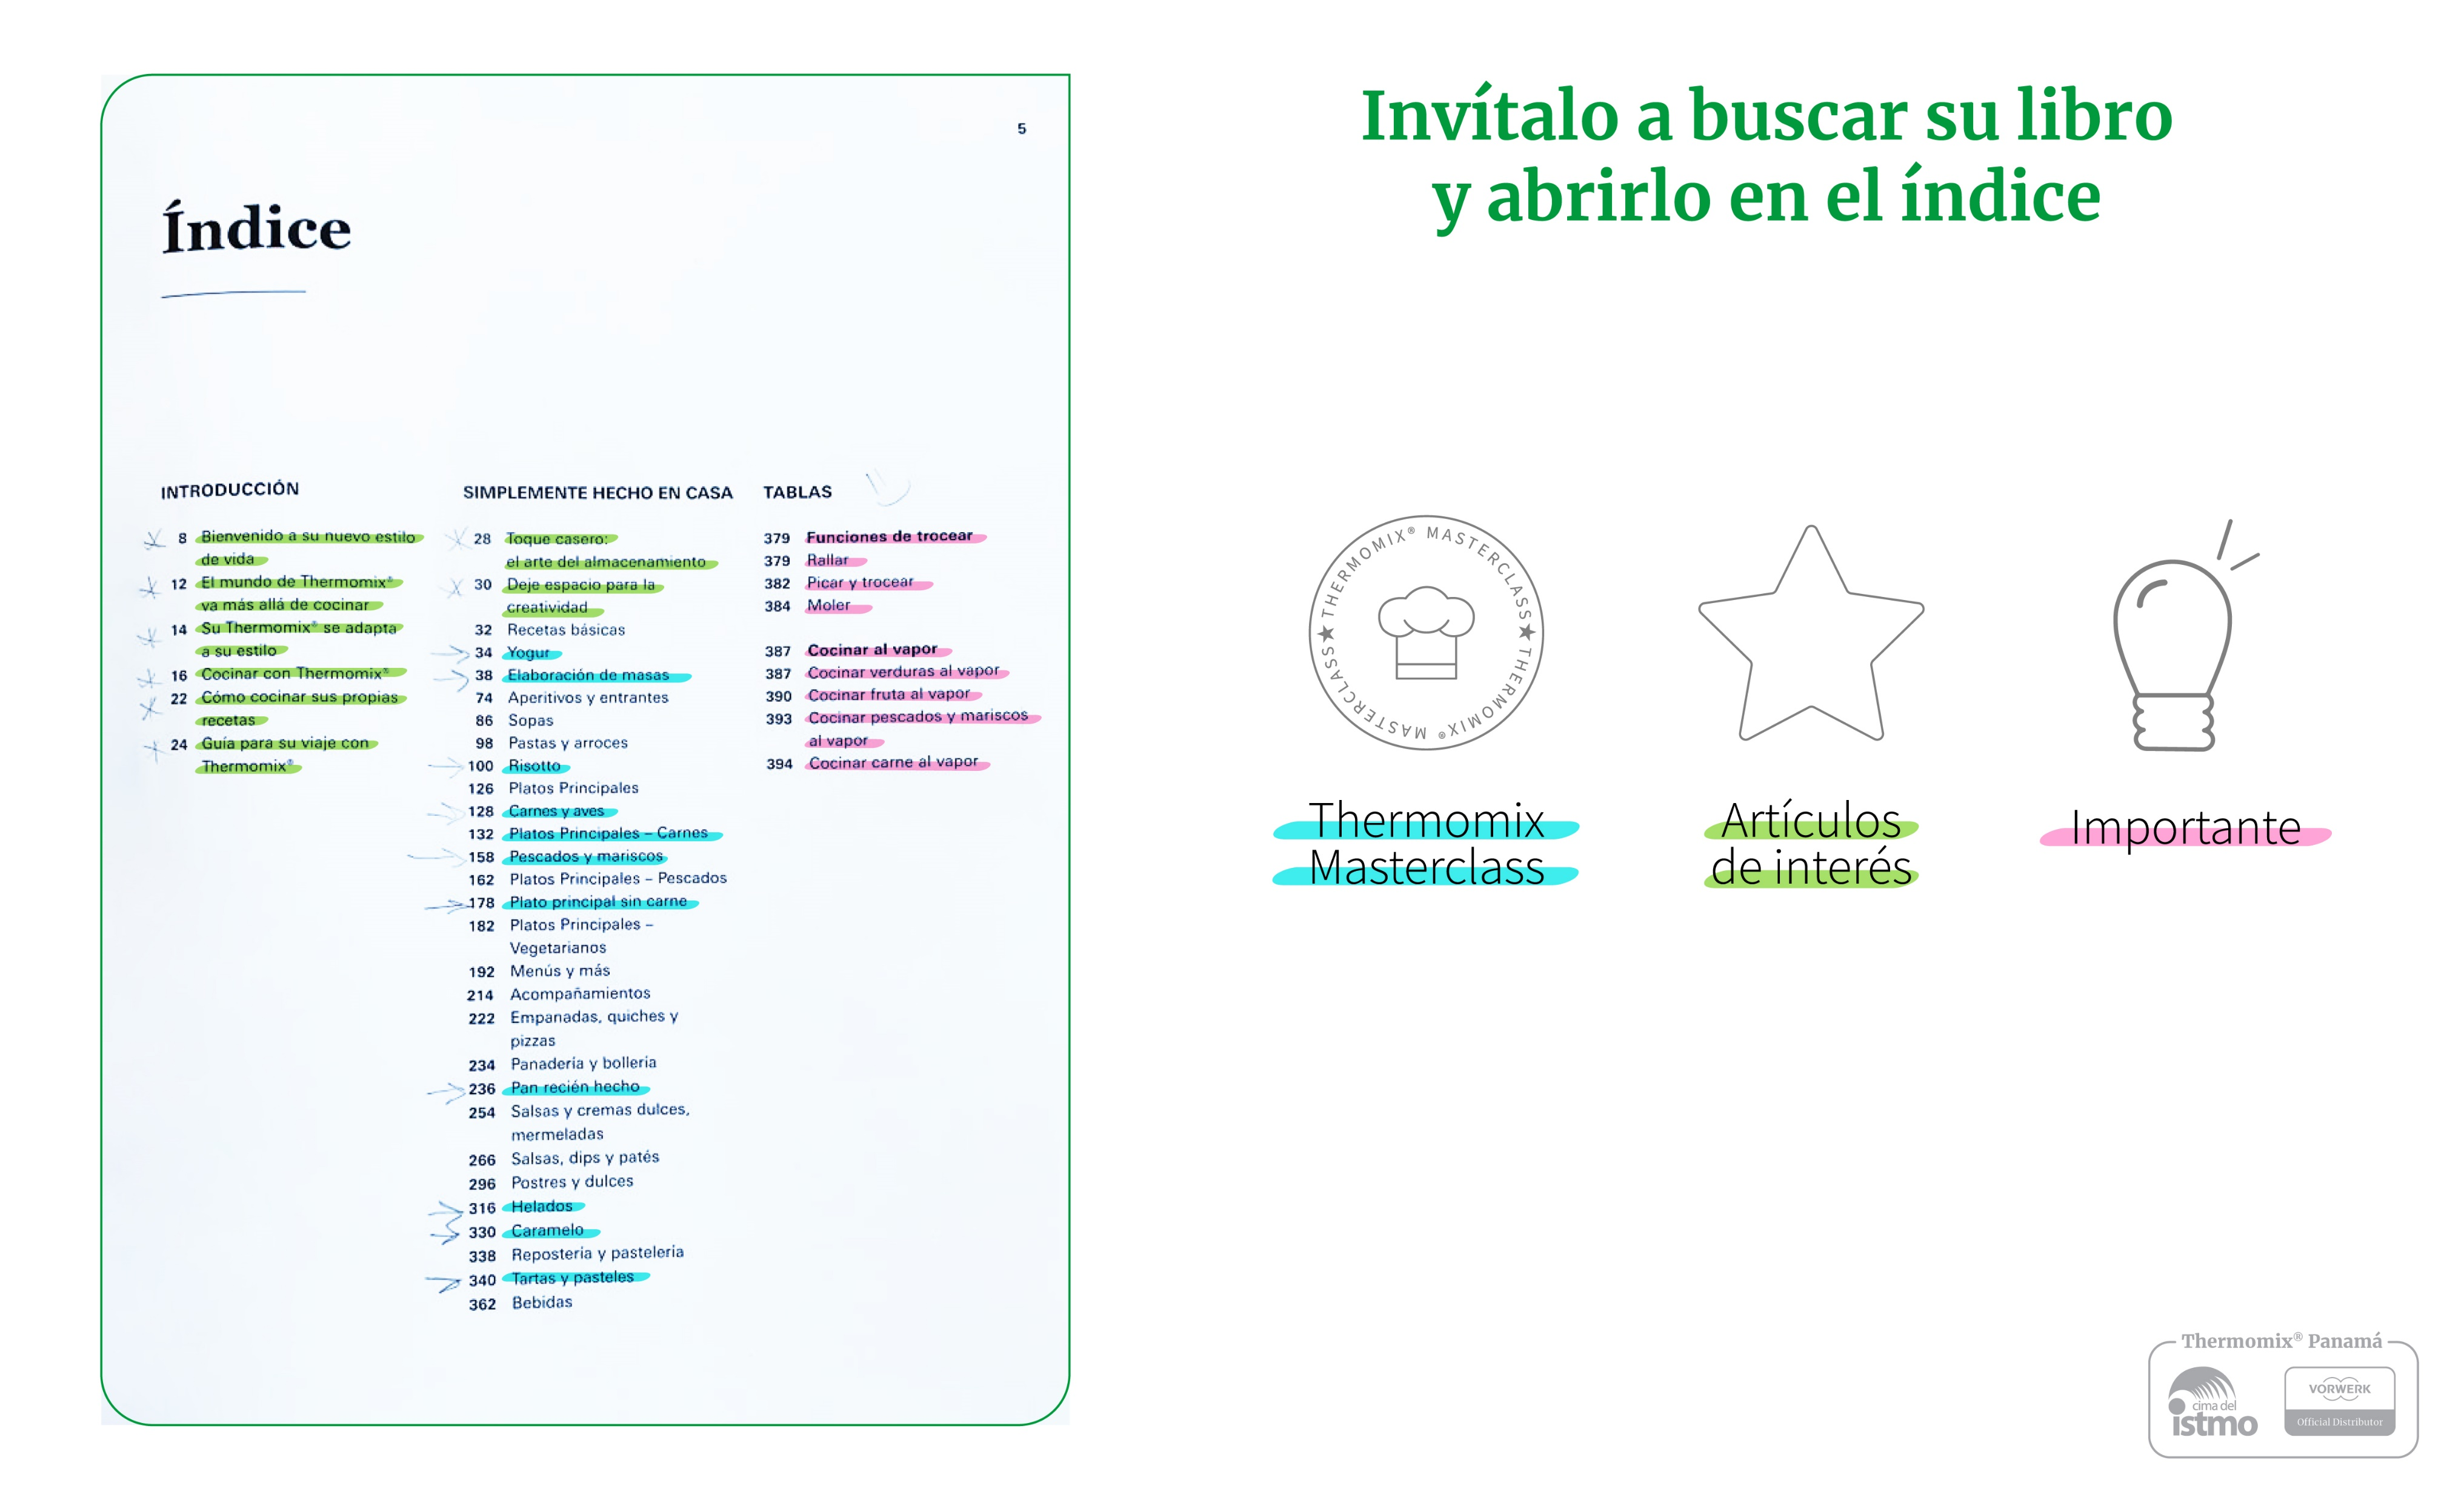 5
Índice
INTRODUCCIÓN
8 Bienvenido a su nuevo estilo
de vida
12 El mundo de Thermomix®
va más allá de cocinar
14 Su Thermomix® se adapta
a su estilo
16 Cocinar con Thermomix®
22 Cómo cocinar sus propias
recetas
24 Guía para su viaje con
Thermomix®
SIMPLEMENTE HECHO EN CASA
28 Toque casero:
el arte del almacenamiento
30 Deje espacio para la
creatividad
32 Recetas básicas
34 Yogur
38 Elaboración de masas
74 Aperitivos y entrantes
86 Sopas
98 Pastas y arroces
100 Risotto
126 Platos Principales
128 Carnes y aves
132 Platos Principales – Carnes
158 Pescados y mariscos
162 Platos Principales – Pescados
178 Plato principal sin carne
182 Platos Principales –
Vegetarianos
192 Menús y más
214 Acompañamientos
222 Empanadas, quiches y
pizzas
234 Panadería y bollería
236 Pan recién hecho
254 Salsas y cremas dulces,
mermeladas
266 Salsas, dips y patés
296 Postres y dulces
316 Helados
330 Caramelo
338 Repostería y pastelería
340 Tartas y pasteles
362 Bebidas
TABLAS
379 Funciones de trocear
379 Rallar
382 Picar y trocear
384 Moler
387 Cocinar al vapor
387 Cocinar verduras al vapor
390 Cocinar fruta al vapor
393 Cocinar pescados y mariscos
al vapor
394 Cocinar carne al vapor
Invítalo a buscar su libro
y abrirlo en el índice
THERMOMIX® MASTERCLASS ★ THERMOMIX® MASTERCLASS ★
Thermomix
Masterclass
Artículos
de interés
Importante
Thermomix® Panamá
cima del
istmo
VORWERK
Official Distributor